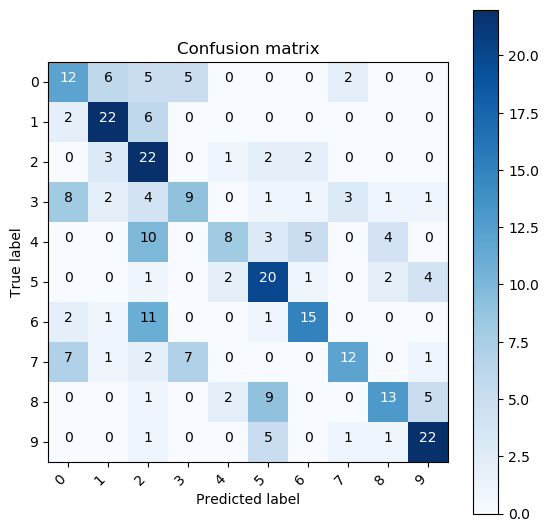 Confusion matrix
0 12 6 5 5 0 0 0 2 0 0
1 2 22 6 0 0 0 0 0 0 0
2 0 3 22 0 1 2 2 0 0 0
3 8 2 4 9 0 1 1 3 1 1
4 0 0 10 0 8 3 5 0 4 0
5 0 0 1 0 2 20 1 0 2 4
6 2 1 11 0 0 1 15 0 0 0
7 7 1 2 7 0 0 0 12 0 1
8 0 0 1 0 2 9 0 0 13 5
9 0 0 1 0 0 5 0 1 1 22
0 1 2 3 4 5 6 7 8 9
True label
Predicted label
20.0
17.5
15.0
12.5
10.0
7.5
5.0
2.5
0.0